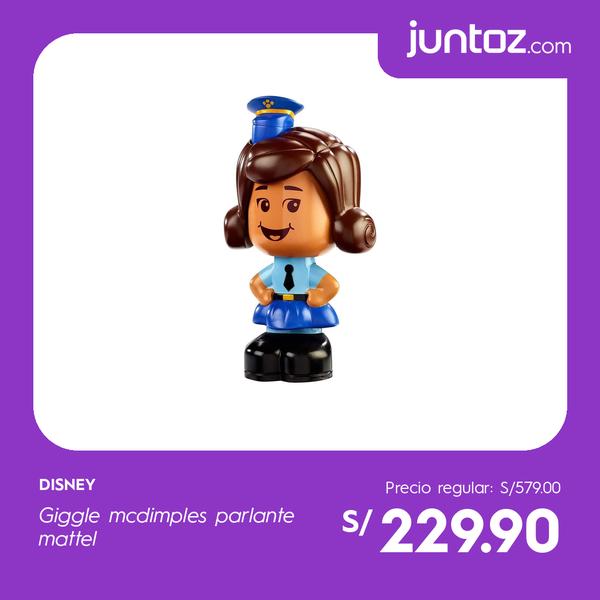 juntoz.com
DISNEY
Giggle mcdimples parlante
mattel
Precio regular: S/579.00
S/229.90